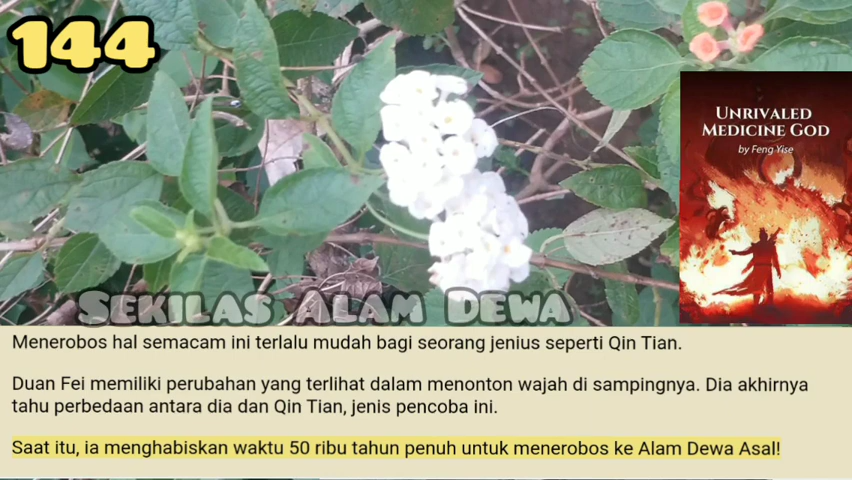 144
UNRIVALED
MEDICINE GOD
by Feng Yise
SEKILAS ALAM DEWA
Menerobos hal semacam ini terlalu mudah bagi seorang jenius seperti Qin Tian.
Duan Fei memiliki perubahan yang terlihat dalam menonton wajah di sampingnya. Dia akhirnya
tahu perbedaan antara dia dan Qin Tian, jenis pencoba ini.
Saat itu, ia menghabiskan waktu 50 ribu tahun penuh untuk menerobos ke Alam Dewa Asal!